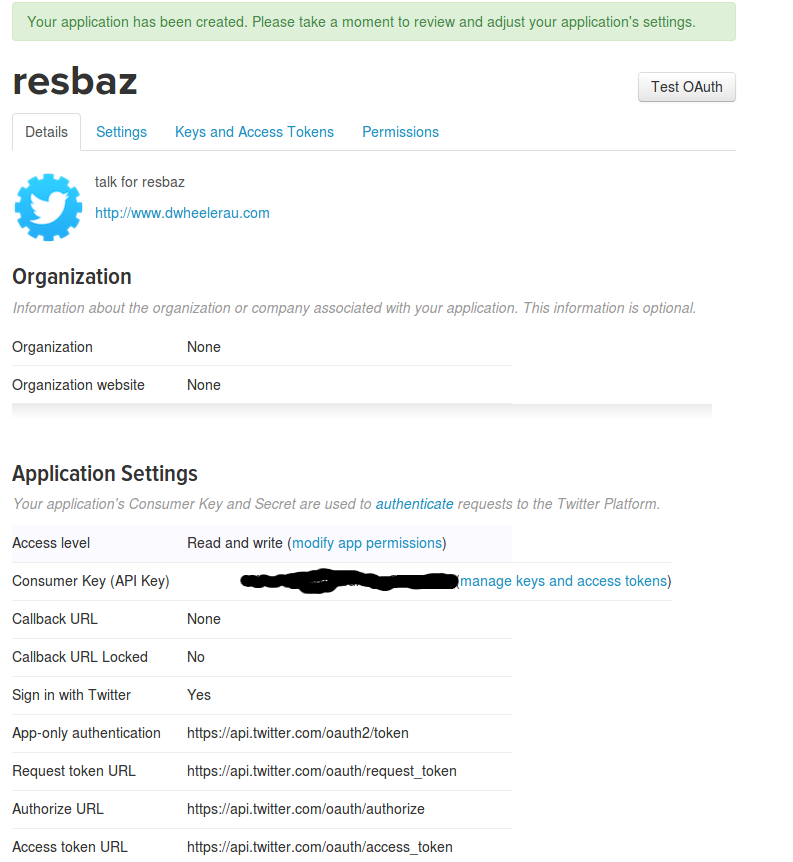 Your application has been created. Please take a moment to review and adjust your application's settings.
resbaz
Test OAuth
Details Settings Keys and Access Tokens Permissions
talk for resbaz
http://www.dwheelerau.com
Organization
Information about the organization or company associated with your application. This information is optional.
Organization None
Organization website None
Application Settings
Your application's Consumer Key and Secret are used to authenticate requests to the Twitter Platform.
Access level Read and write (modify app permissions)
Consumer Key (API Key) (manage keys and access tokens)
Callback URL None
Callback URL Locked No
Sign in with Twitter Yes
App-only authentication https://api.twitter.com/oauth2/token
Request token URL https://api.twitter.com/oauth/request_token
Authorize URL https://api.twitter.com/oauth/authorize
Access token URL https://api.twitter.com/oauth/access_token